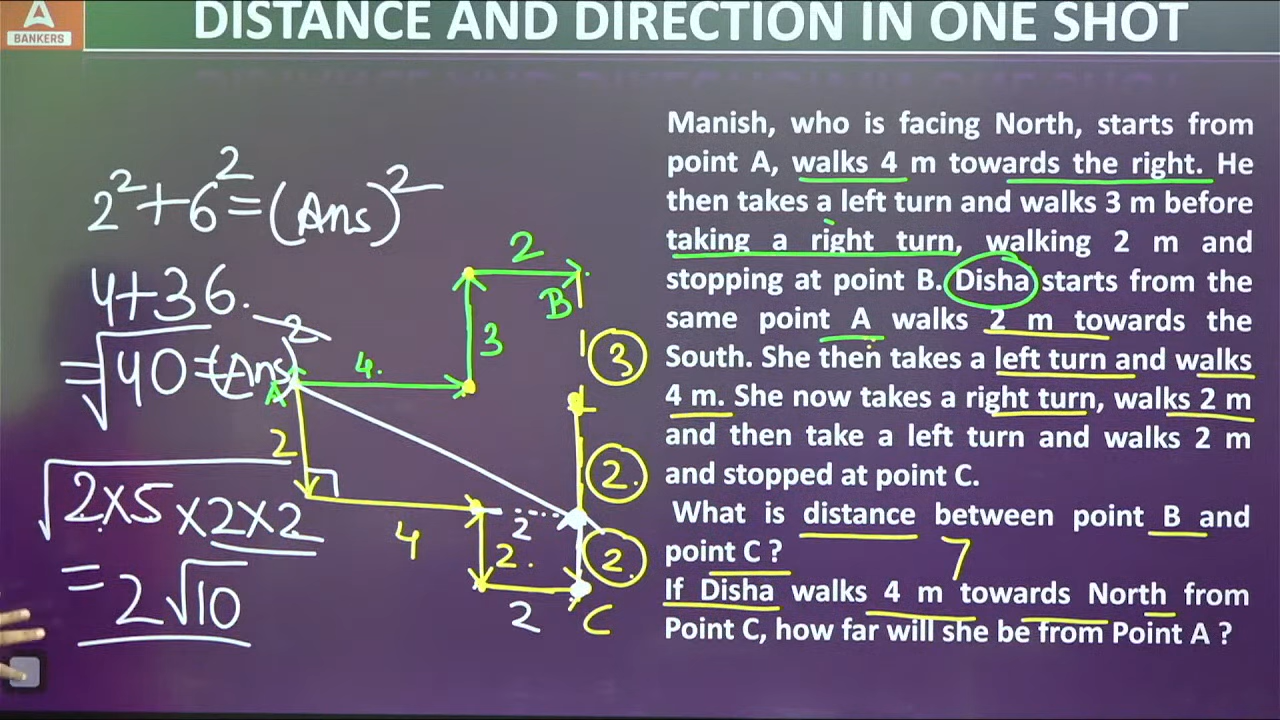 BANKERS
DISTANCE AND DIRECTION IN ONE SHOT
Manish, who is facing North, starts from
point A, walks 4 m towards the right. He
then takes a left turn and walks 3 m before
taking a right turn, walking 2 m and
stopping at point B. Disha starts from the
same point A walks 2 m towards the
South. She then takes a left turn and walks
4 m. She now takes a right turn, walks 2 m
and then take a left turn and walks 2 m
and stopped at point C.
What is distance between point B and
point C ?
7
If Disha walks 4 m towards North from
Point C, how far will she be from Point A ?
2² + 6² = (Ans)²
4+36.
= √40 = (Ans)²
√2×5×2×2
= 2√10
2
B
3
3
4.
A
2
2.
4
2
2.
2.
2
C